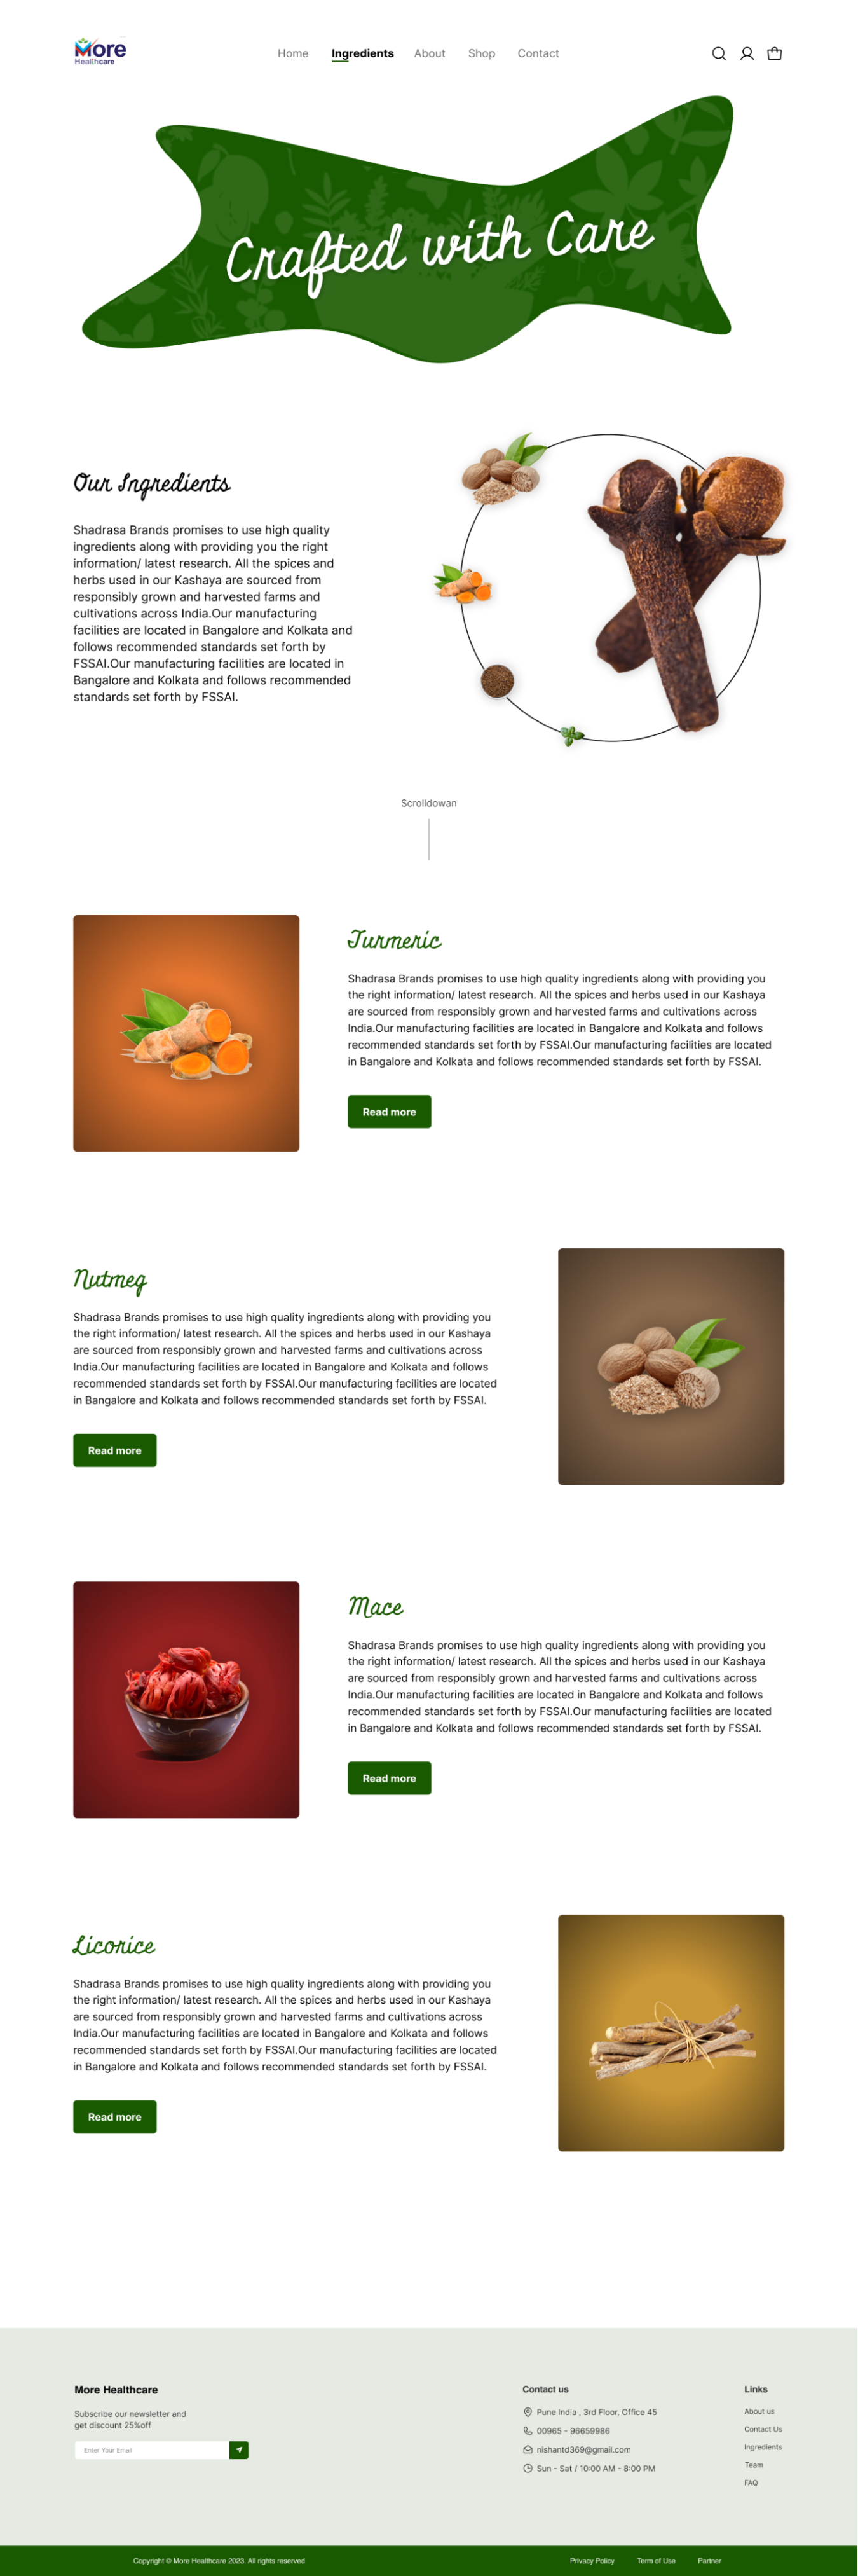 More
Healthcare
Home Ingredients About Shop Contact
Crafted with Care
Our Ingredients
Shadrasa Brands promises to use high quality
ingredients along with providing you the right
information/ latest research. All the spices and
herbs used in our Kashaya are sourced from
responsibly grown and harvested farms and
cultivations across India.Our manufacturing
facilities are located in Bangalore and Kolkata and
follows recommended standards set forth by
FSSAI.Our manufacturing facilities are located in
Bangalore and Kolkata and follows recommended
standards set forth by FSSAI.
Scrolldowan
Turmeric
Shadrasa Brands promises to use high quality ingredients along with providing you
the right information/ latest research. All the spices and herbs used in our Kashaya
are sourced from responsibly grown and harvested farms and cultivations across
India.Our manufacturing facilities are located in Bangalore and Kolkata and follows
recommended standards set forth by FSSAI.Our manufacturing facilities are located
in Bangalore and Kolkata and follows recommended standards set forth by FSSAI.
Read more
Nutmeg
Shadrasa Brands promises to use high quality ingredients along with providing you
the right information/ latest research. All the spices and herbs used in our Kashaya
are sourced from responsibly grown and harvested farms and cultivations across
India.Our manufacturing facilities are located in Bangalore and Kolkata and follows
recommended standards set forth by FSSAI.Our manufacturing facilities are located
in Bangalore and Kolkata and follows recommended standards set forth by FSSAI.
Read more
Mace
Shadrasa Brands promises to use high quality ingredients along with providing you
the right information/ latest research. All the spices and herbs used in our Kashaya
are sourced from responsibly grown and harvested farms and cultivations across
India.Our manufacturing facilities are located in Bangalore and Kolkata and follows
recommended standards set forth by FSSAI.Our manufacturing facilities are located
in Bangalore and Kolkata and follows recommended standards set forth by FSSAI.
Read more
Licorice
Shadrasa Brands promises to use high quality ingredients along with providing you
the right information/ latest research. All the spices and herbs used in our Kashaya
are sourced from responsibly grown and harvested farms and cultivations across
India.Our manufacturing facilities are located in Bangalore and Kolkata and follows
recommended standards set forth by FSSAI.Our manufacturing facilities are located
in Bangalore and Kolkata and follows recommended standards set forth by FSSAI.
Read more
More Healthcare
Subscribe our newsletter and
get discount 25%off
Enter Your Email
Contact us
Pune India , 3rd Floor, Office 45
00965 - 96659986
nishantd369@gmail.com
Sun - Sat / 10:00 AM - 8:00 PM
Links
About us
Contact Us
Ingredients
Team
FAQ
Copyright © More Healthcare 2023. All rights reserved
Privacy Policy Term of Use Partner